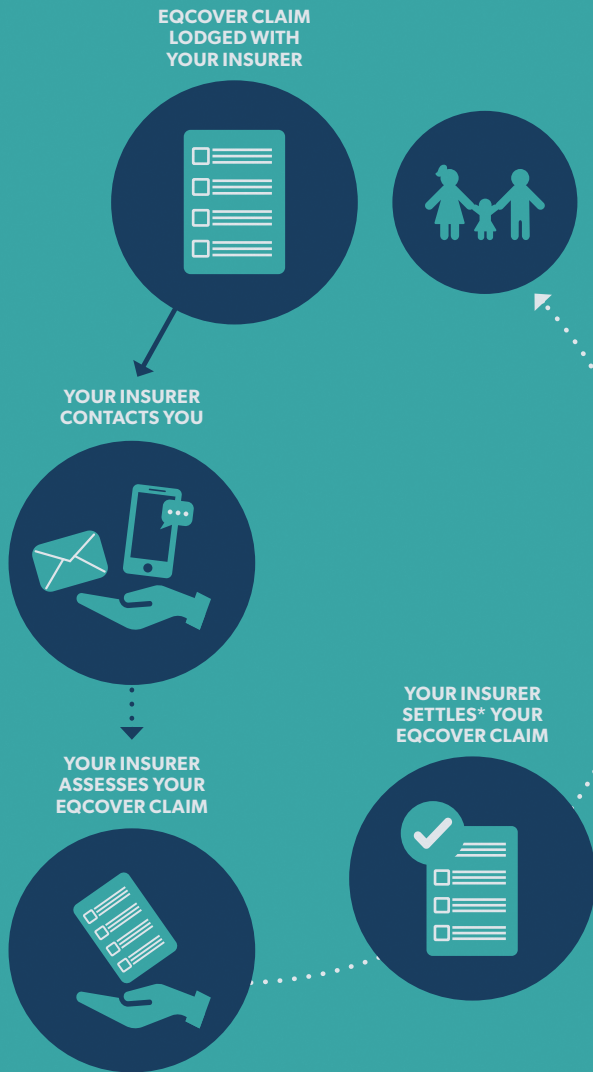 EQCOVER CLAIM
LODGED WITH
YOUR INSURER
YOUR INSURER
CONTACTS YOU
YOUR INSURER
ASSESSES YOUR
EQCOVER CLAIM
YOUR INSURER
SETTLES* YOUR
EQCOVER CLAIM